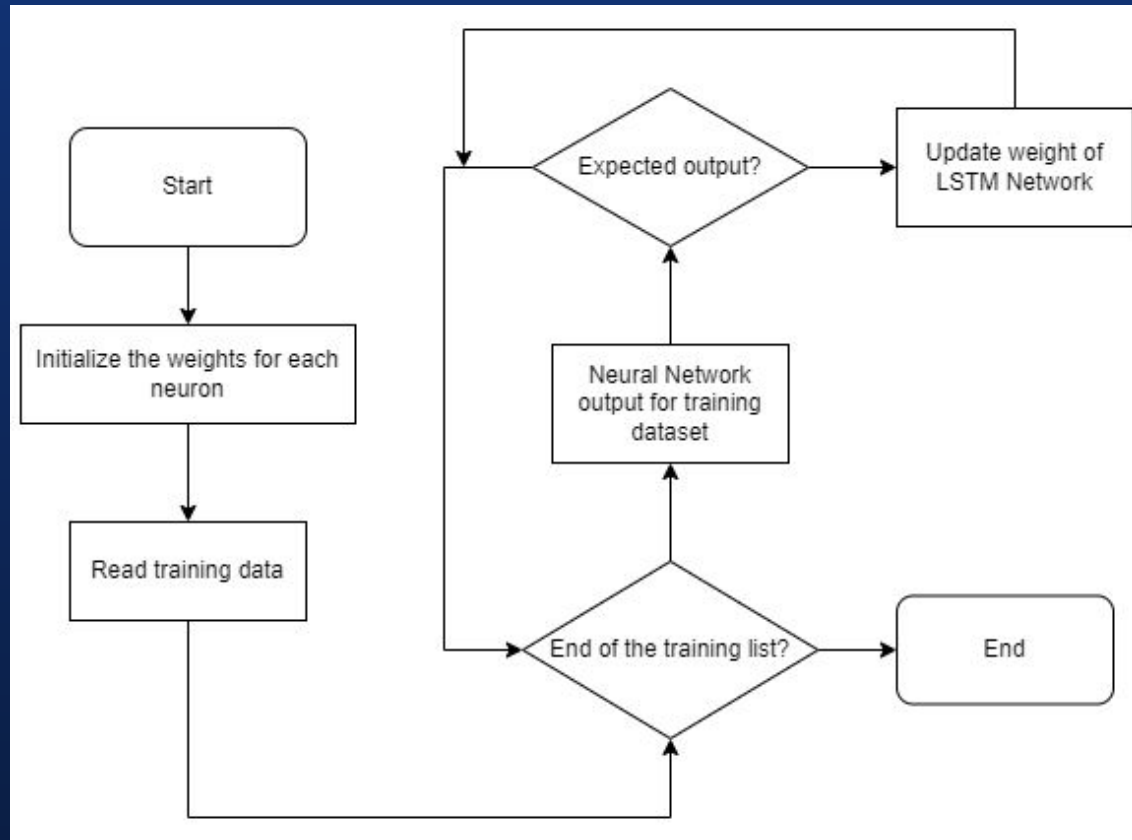 Start
Initialize the weights for each
neuron
Read training data
End of the training list?
End
Neural Network
output for training
dataset
Expected output?
Update weight of
LSTM Network